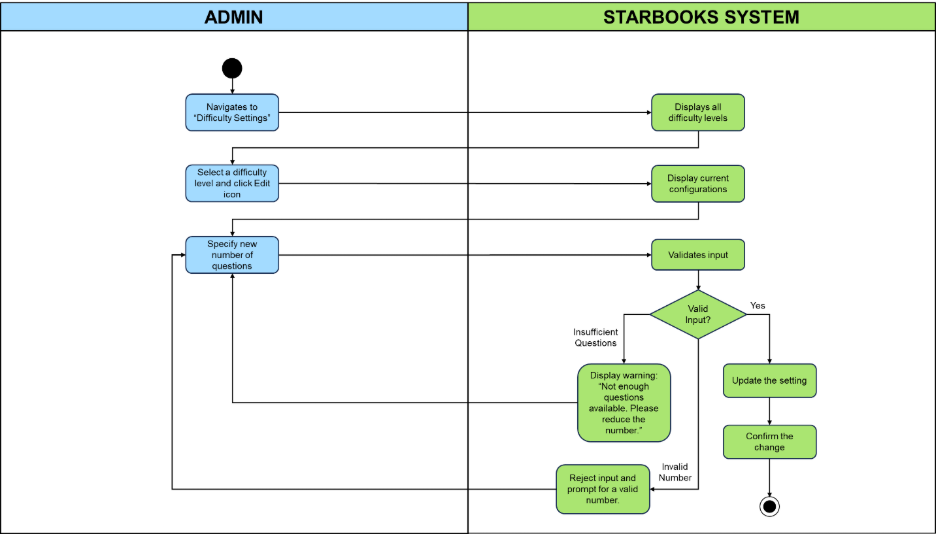 ADMIN
STARBOOKS SYSTEM
Navigates to
“Difficulty Settings”
Displays all
difficulty levels
Select a difficulty
level and click Edit
icon
Display current
configurations
Specify new
number of
questions
Validates input
Valid
Input?
Yes
Insufficient
Questions
Display warning:
“Not enough
questions
available. Please
reduce the
number.”
Update the setting
Confirm the
change
Invalid
Number
Reject input and
prompt for a valid
number.